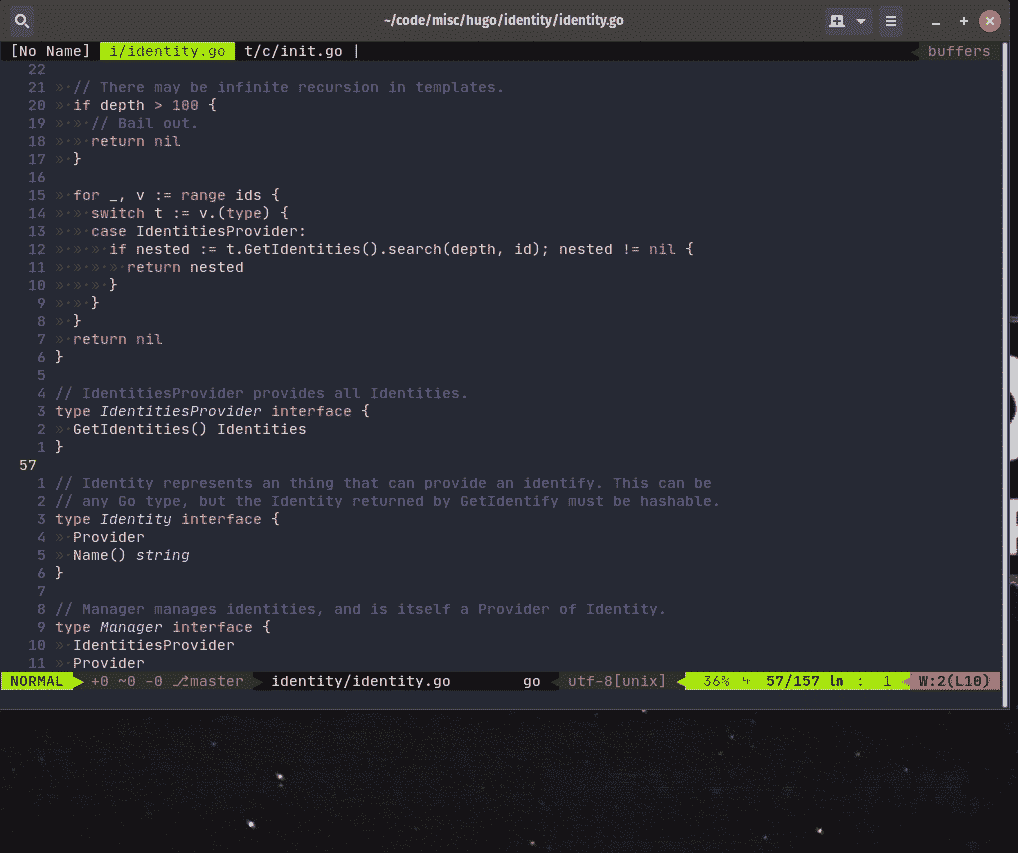 ~/code/misc/hugo/identity/identity.go
[No Name] i/identity.go t/c/init.go | buffers
22
21 »· // There may be infinite recursion in templates.
20 »· if depth > 100 {
19 »·»· // Bail out.
18 »·»· return nil
17 »· }
16
15 »· for _, v := range ids {
14 »·»· switch t := v.(type) {
13 »·»· case IdentitiesProvider:
12 »·»·»· if nested := t.GetIdentities().search(depth, id); nested != nil {
11 »·»·»·»· return nested
10 »·»·»· }
9 »·»· }
8 »· }
7 »· return nil
6 }
5
4 // IdentitiesProvider provides all Identities.
3 type IdentitiesProvider interface {
2 »· GetIdentities() Identities
1 }
57
1 // Identity represents an thing that can provide an identify. This can be
2 // any Go type, but the Identity returned by GetIdentify must be hashable.
3 type Identity interface {
4 »· Provider
5 »· Name() string
6 }
7
8 // Manager manages identities, and is itself a Provider of Identity.
9 type Manager interface {
10 »· IdentitiesProvider
11 »· Provider
NORMAL +0 ~0 -0 ⎇master identity/identity.go go utf-8[unix] 36% ␊ 57/157 ln : 1 W:2(L10)